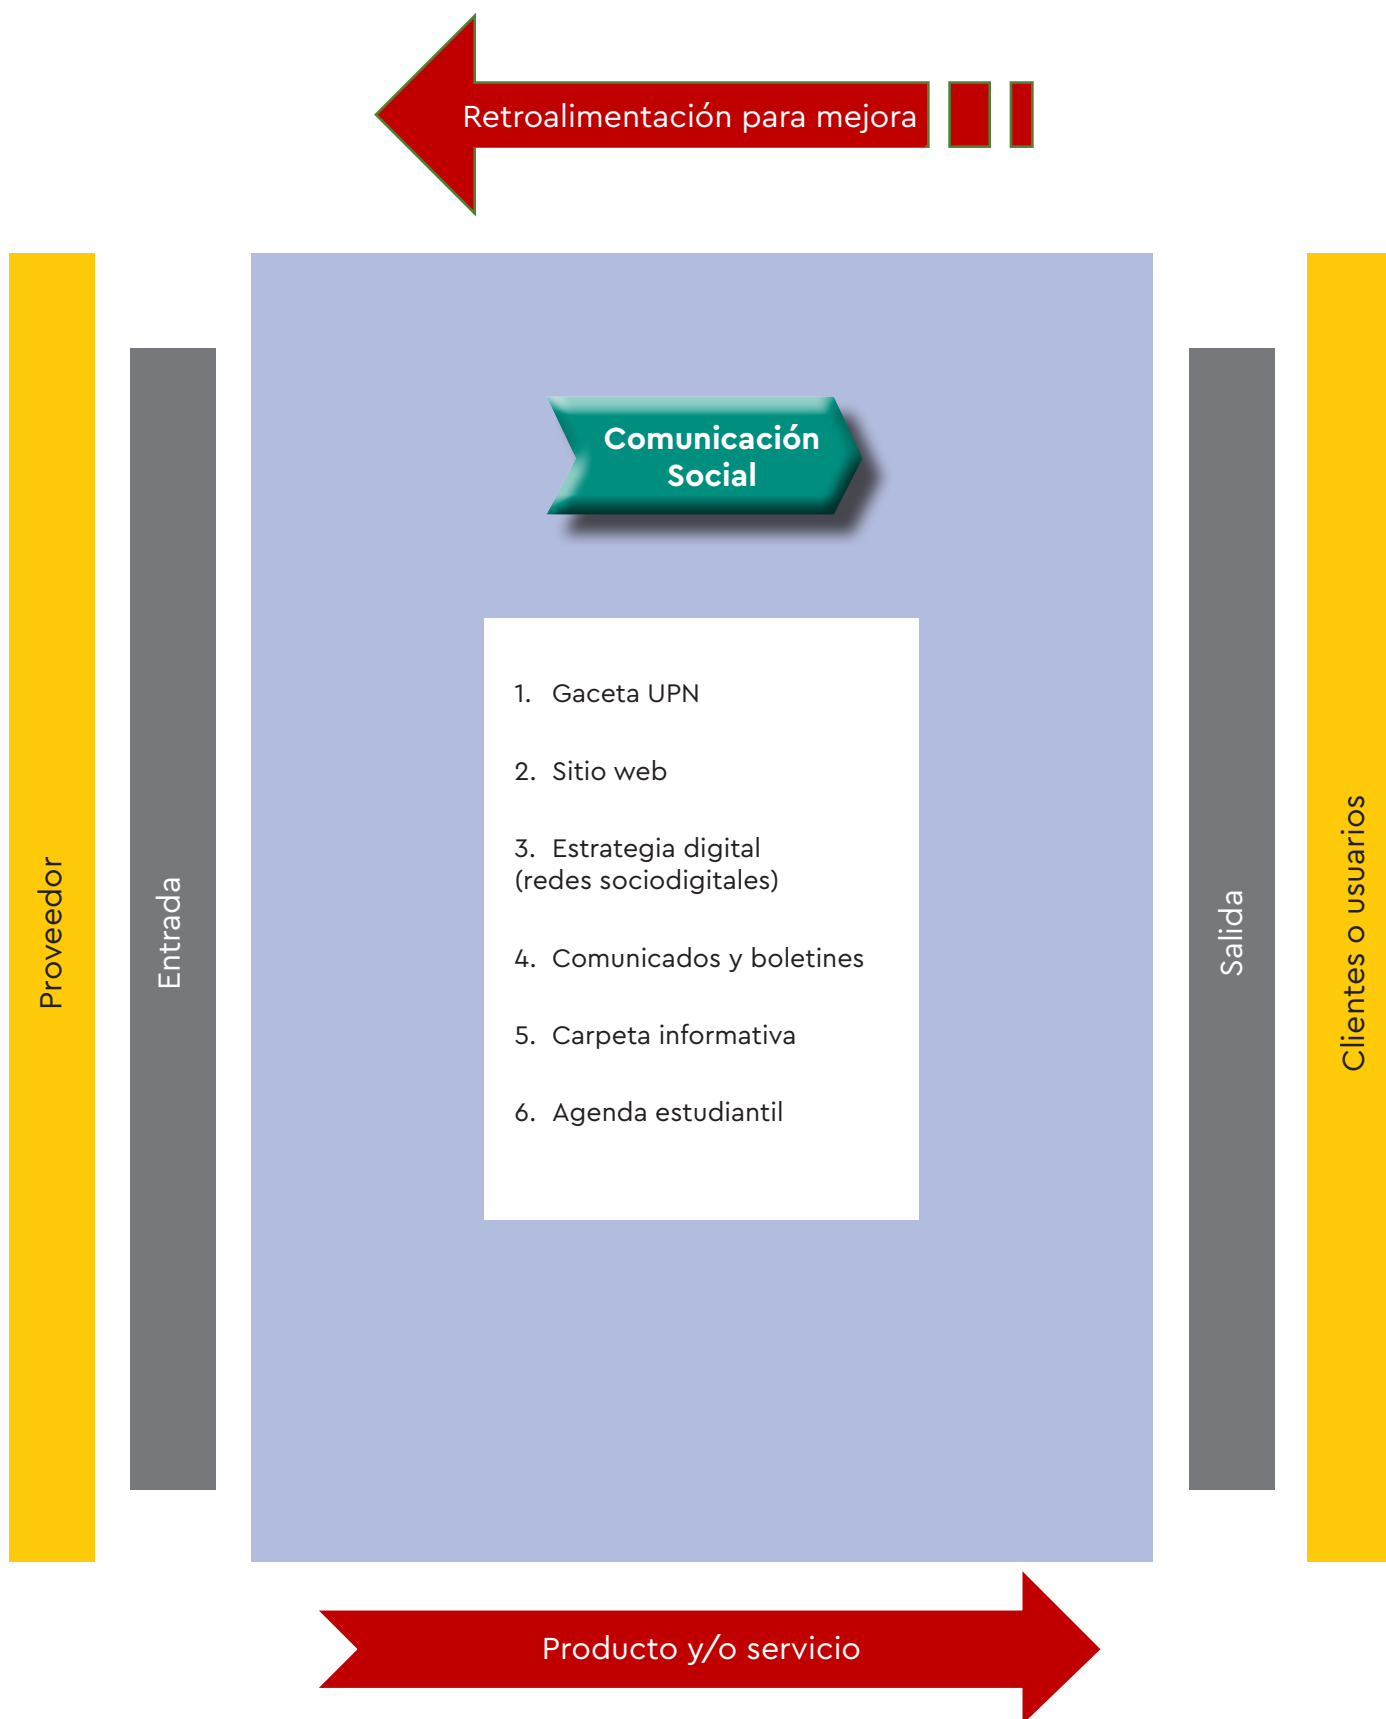 Retroalimentación para mejora
Proveedor
Entrada
Comunicación
Social
1. Gaceta UPN
2. Sitio web
3. Estrategia digital
(redes sociodigitales)
4. Comunicados y boletines
5. Carpeta informativa
6. Agenda estudiantil
Salida
Clientes o usuarios
Producto y/o servicio